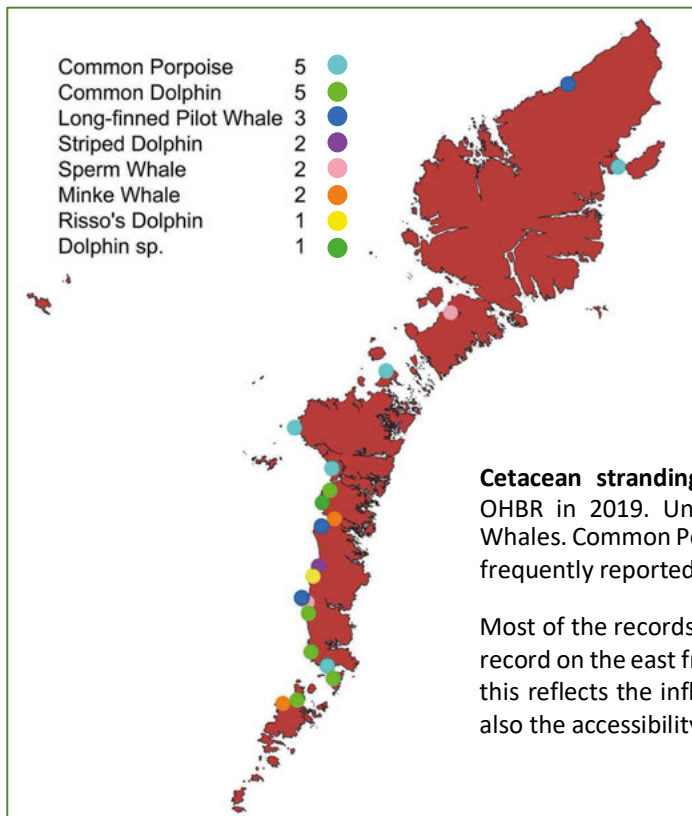 Common Porpoise 5
Common Dolphin 5
Long-finned Pilot Whale 3
Striped Dolphin 2
Sperm Whale 2
Minke Whale 2
Risso's Dolphin 1
Dolphin sp. 1
Cetacean stranding
OHBR in 2019. Un
Whales. Common Po
frequently reported
Most of the records
record on the east fr
this reflects the infl
also the accessibility